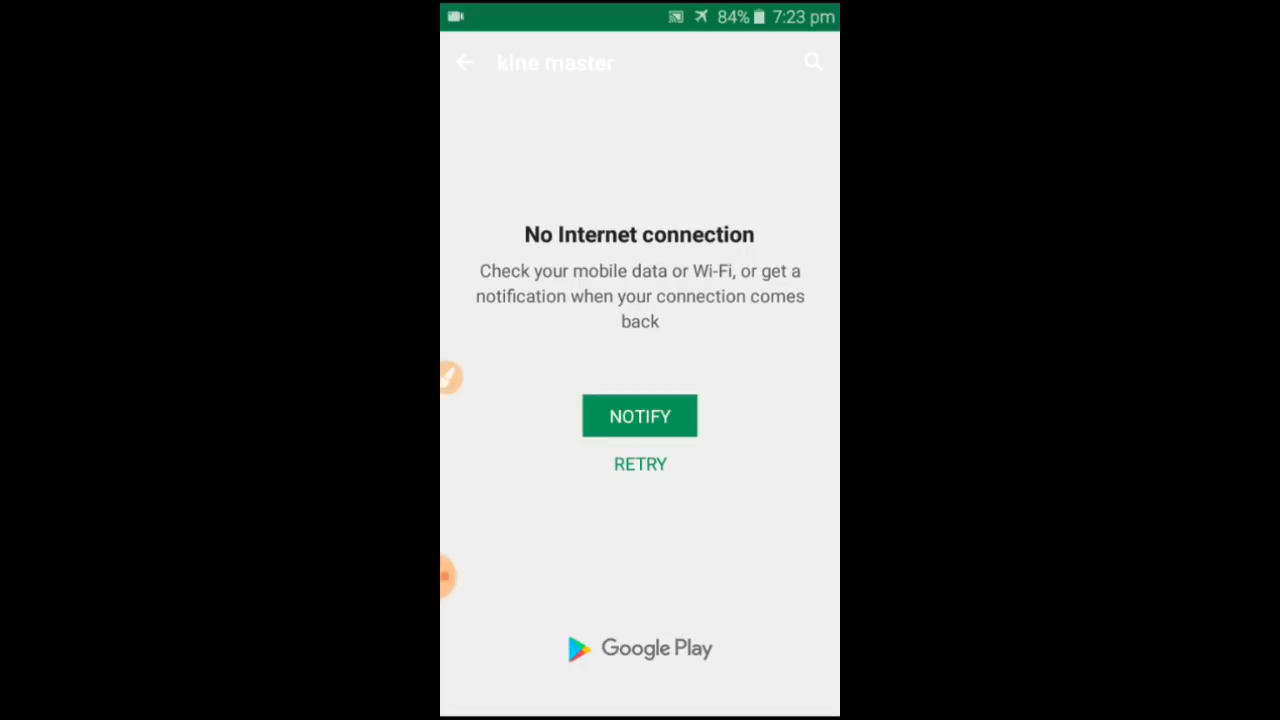 84% 7:23 pm
kine master
No Internet connection
Check your mobile data or Wi-Fi, or get a
notification when your connection comes
back
NOTIFY
RETRY
Google Play